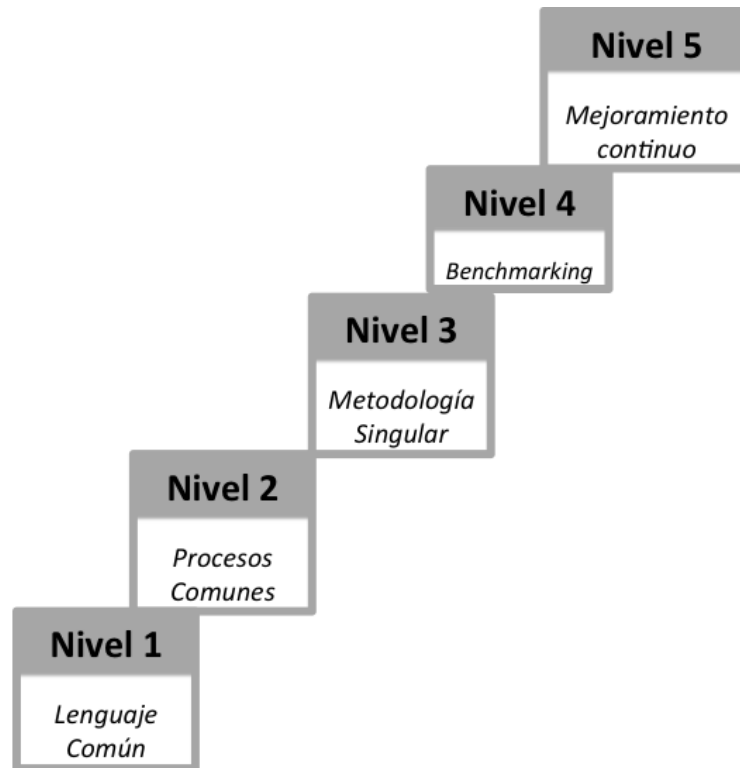 Nivel 5
Mejoramiento
continuo
Nivel 4
Benchmarking
Nivel 3
Metodología
Singular
Nivel 2
Procesos
Comunes
Nivel 1
Lenguaje
Común